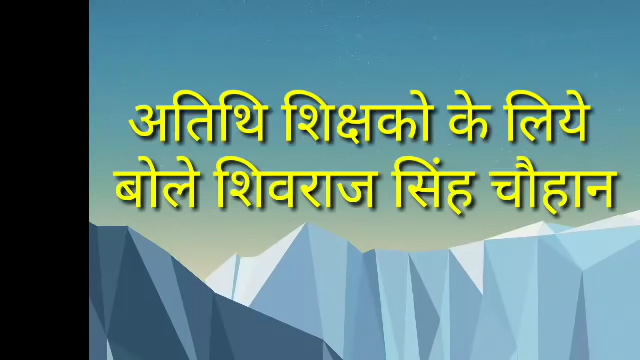 अतिथि शिक्षको के लिये
बोले शिवराज सिंह चौहान